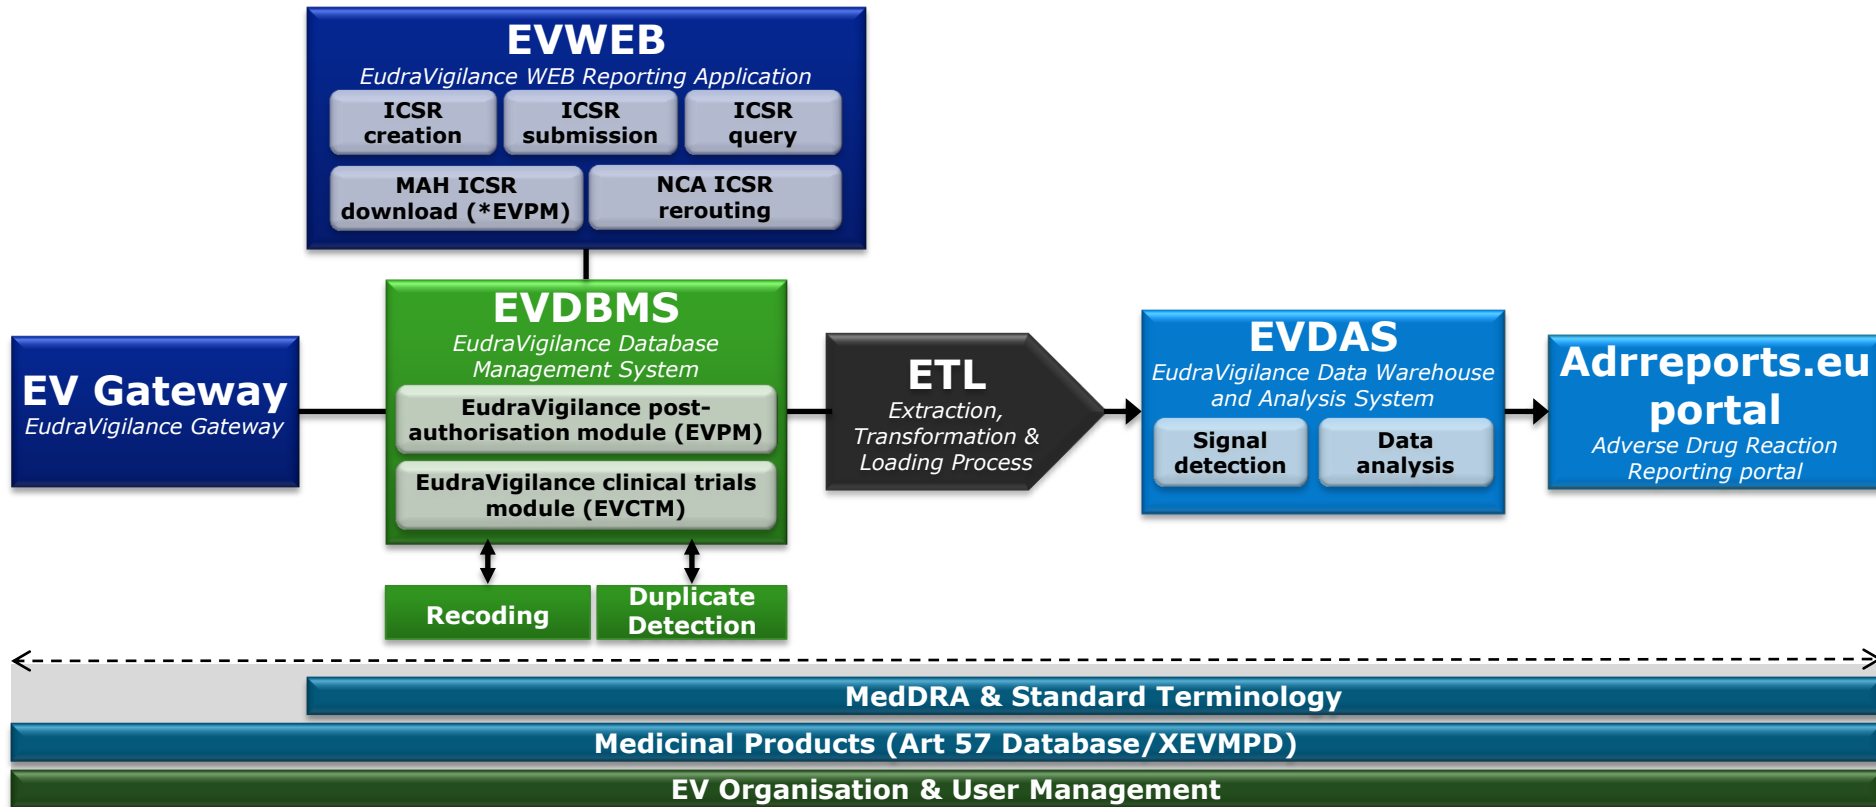 EVWEB
EudraVigilance WEB Reporting Application
ICSR
creation
ICSR
submission
ICSR
query
MAH ICSR
download (*EVPM)
NCA ICSR
rerouting
EV Gateway
EudraVigilance Gateway
EVDBMS
EudraVigilance Database
Management System
EudraVigilance post-
authorisation module (EVPM)
EudraVigilance clinical trials
module (EVCTM)
Recoding
Duplicate
Detection
ETL
Extraction,
Transformation &
Loading Process
EVDAS
EudraVigilance Data Warehouse
and Analysis System
Signal
detection
Data
analysis
Adrreports.eu
portal
Adverse Drug Reaction
Reporting portal
MedDRA & Standard Terminology
Medicinal Products (Art 57 Database/XEVMPD)
EV Organisation & User Management